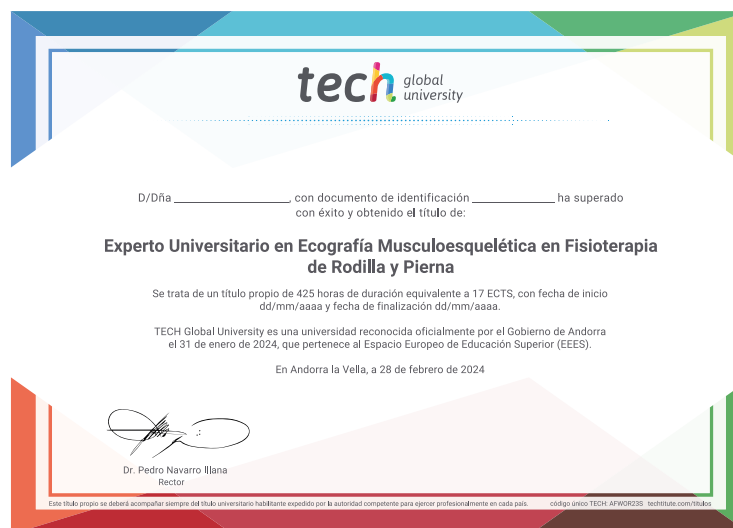 tech global university
D/Dña ____________________, con documento de identificación ______________ ha superado
con éxito y obtenido el título de:
Experto Universitario en Ecografía Musculoesquelética en Fisioterapia
de Rodilla y Pierna
Se trata de un título propio de 425 horas de duración equivalente a 17 ECTS, con fecha de inicio
dd/mm/aaaa y fecha de finalización dd/mm/aaaa.
TECH Global University es una universidad reconocida oficialmente por el Gobierno de Andorra
el 31 de enero de 2024, que pertenece al Espacio Europeo de Educación Superior (EEES).
En Andorra la Vella, a 28 de febrero de 2024
Dr. Pedro Navarro Illana
Rector
Este título propio se deberá acompañar siempre del título universitario habilitante expedido por la autoridad competente para ejercer profesionalmente en cada país. código único TECH: AFWOR23S techtitute.com/titulos